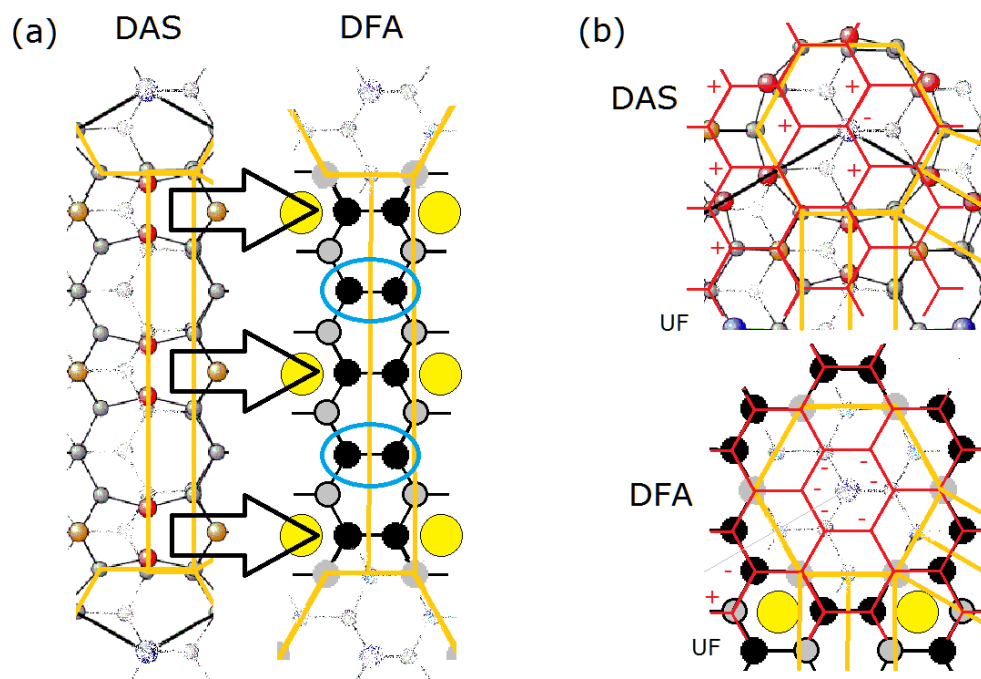 (a)
DAS
DFA
(b)
DAS
+
+
-
+
-
+
+
+
+
UF
DFA
-
-
-
-
-
-
-
+
UF